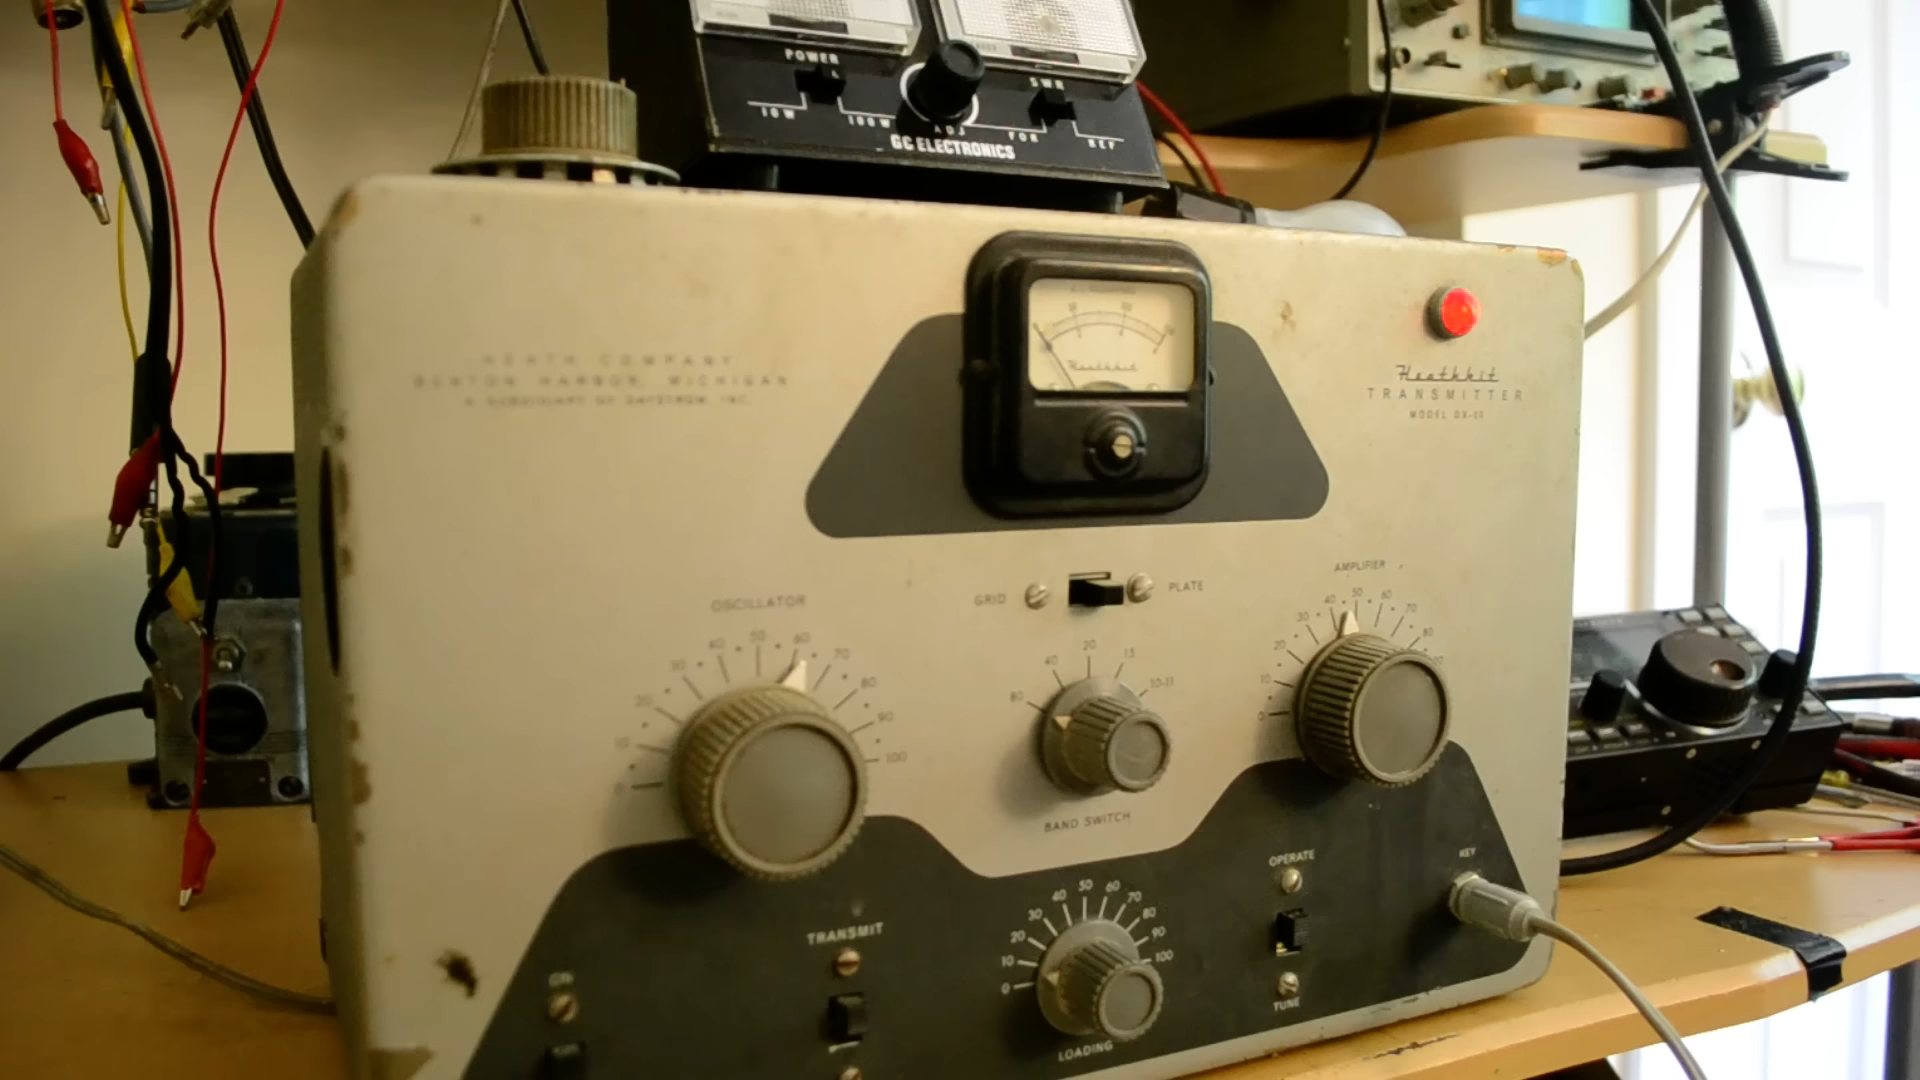 POWER
SWR
10W
100W
ADJ
FOR
REF
GC ELECTRONICS
Heathkit
HEATH COMPANY
BENTON HARBOR, MICHIGAN
A SUBSIDIARY OF DAYSTROM, INC.
Heathkit
TRANSMITTER
GRID
PLATE
OSCILLATOR
0 10 20 30 40 50 60 70 80 90 100
80 40 20 15 10-11
BAND SWITCH
AMPLIFIER
0 10 20 30 40 50 60 70 80
ON
TRANSMIT
0 10 20 30 40 50 60 70 80 90 100
LOADING
OPERATE
TUNE
KEY